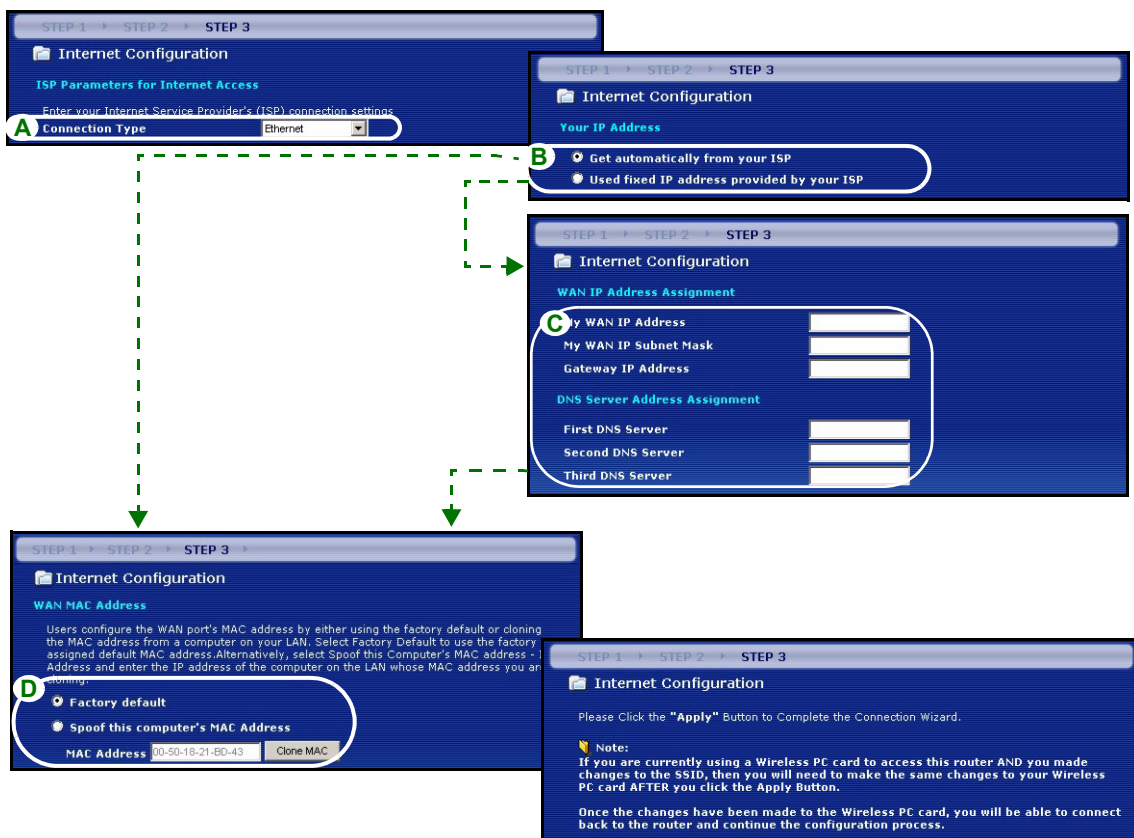 STEP 1 STEP 2 STEP 3
Internet Configuration
ISP Parameters for Internet Access
Enter your Internet Service Provider's (ISP) connection settings
A Connection Type Ethernet
STEP 1 STEP 2 STEP 3
Internet Configuration
Your IP Address
B Get automatically from your ISP
Used fixed IP address provided by your ISP
STEP 1 STEP 2 STEP 3
Internet Configuration
WAN IP Address Assignment
C My WAN IP Address
My WAN IP Subnet Mask
Gateway IP Address
DNS Server Address Assignment
First DNS Server
Second DNS Server
Third DNS Server
STEP 1 STEP 2 STEP 3
Internet Configuration
WAN MAC Address
Users configure the WAN port's MAC address by either using the factory default or cloning
the MAC address from a computer on your LAN. Select Factory Default to use the factory
assigned default MAC address.Alternatively, select Spoof this Computer's MAC address -
Address and enter the IP address of the computer on the LAN whose MAC address you are
cloning.
D Factory default
Spoof this computer's MAC Address
MAC Address 00-50-18-21-BD-43 Clone MAC
STEP 1 STEP 2 STEP 3
Internet Configuration
Please Click the "Apply" Button to Complete the Connection Wizard.
Note:
If you are currently using a Wireless PC card to access this router AND you made
changes to the SSID, then you will need to make the same changes to your Wireless
PC card AFTER you click the Apply Button.
Once the changes have been made to the Wireless PC card, you will be able to connect
back to the router and continue the configuration process.